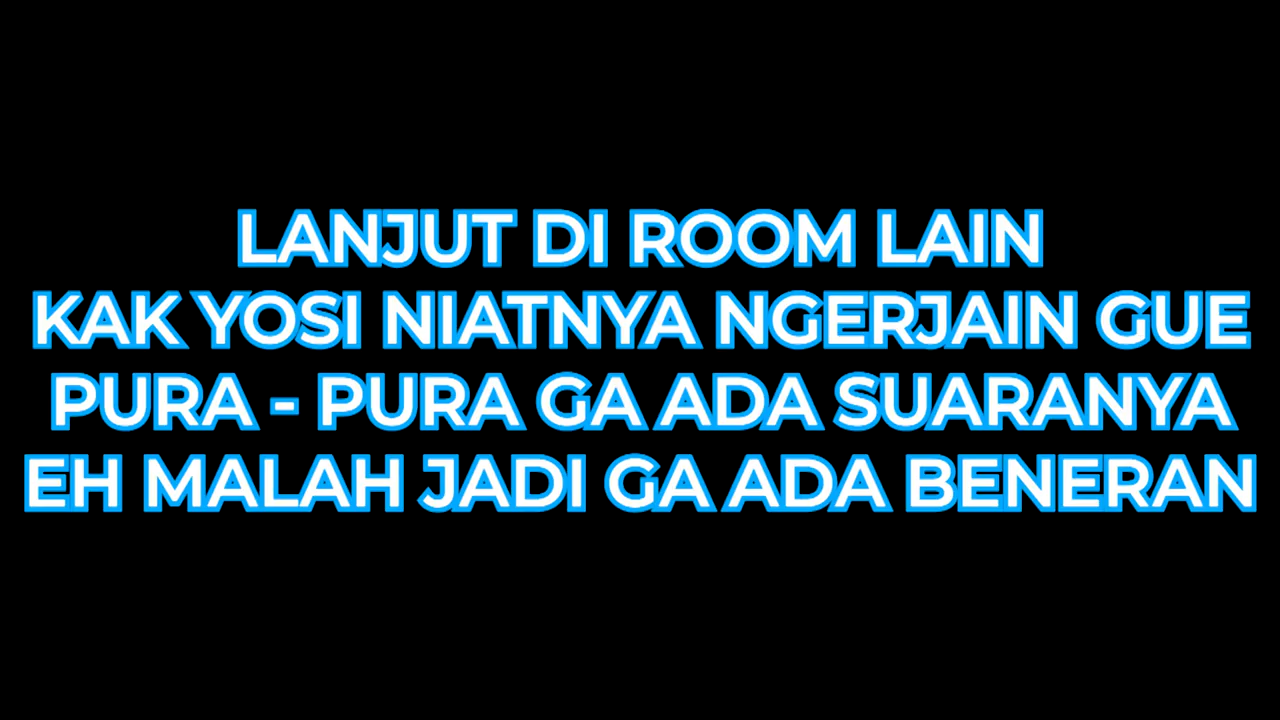 LANJUT DI ROOM LAIN
KAK YOSI NIATNYA NGERJAIN GUE
PURA - PURA GA ADA SUARANYA
EH MALAH JADI GA ADA BENERAN